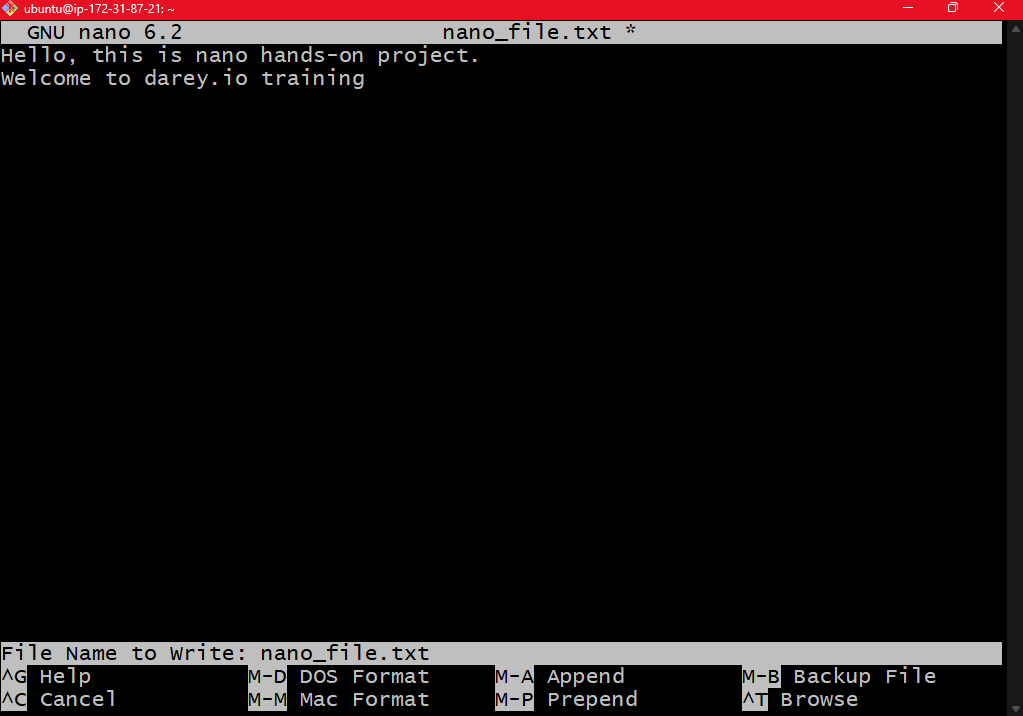 ubuntu@ip-172-31-87-21: ~
GNU nano 6.2 nano_file.txt *
Hello, this is nano hands-on project.
Welcome to darey.io training
File Name to Write: nano_file.txt
^G Help M-D DOS Format M-A Append M-B Backup File
^C Cancel M-M Mac Format M-P Prepend ^T Browse